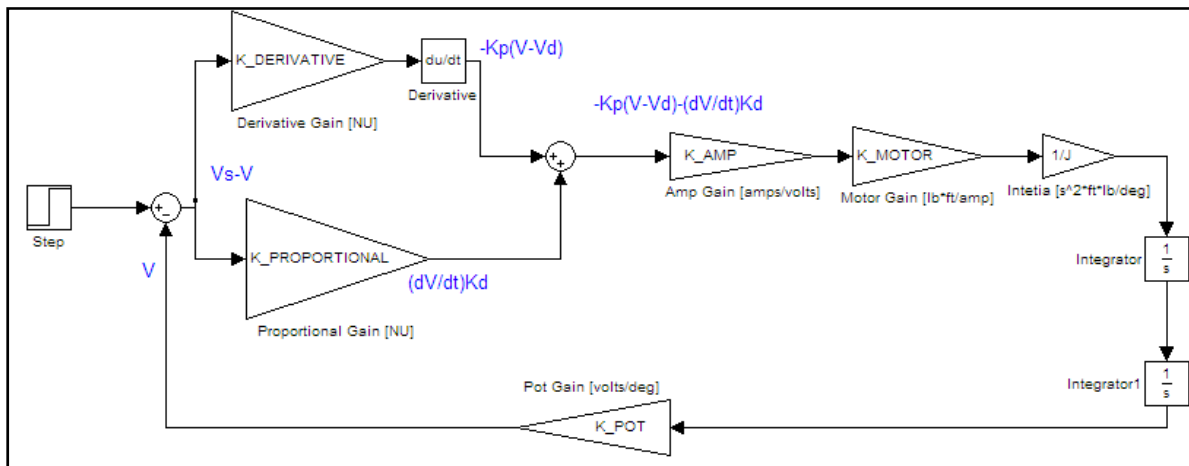 K_DERIVATIVE
du/dt
-Kp(V-Vd)
Derivative
Derivative Gain [NU]
-Kp(V-Vd)-(dV/dt)Kd
++
K_AMP
K_MOTOR
1/J
Amp Gain [amps/volts]
Motor Gain [lb*ft/amp]
Intetia [s^2*ft*lb/deg]
Vs-V
Step
+-
V
K_PROPORTIONAL
(dV/dt)Kd
Proportional Gain [NU]
Integrator
1
s
Integrator1
1
s
Pot Gain [volts/deg]
K_POT